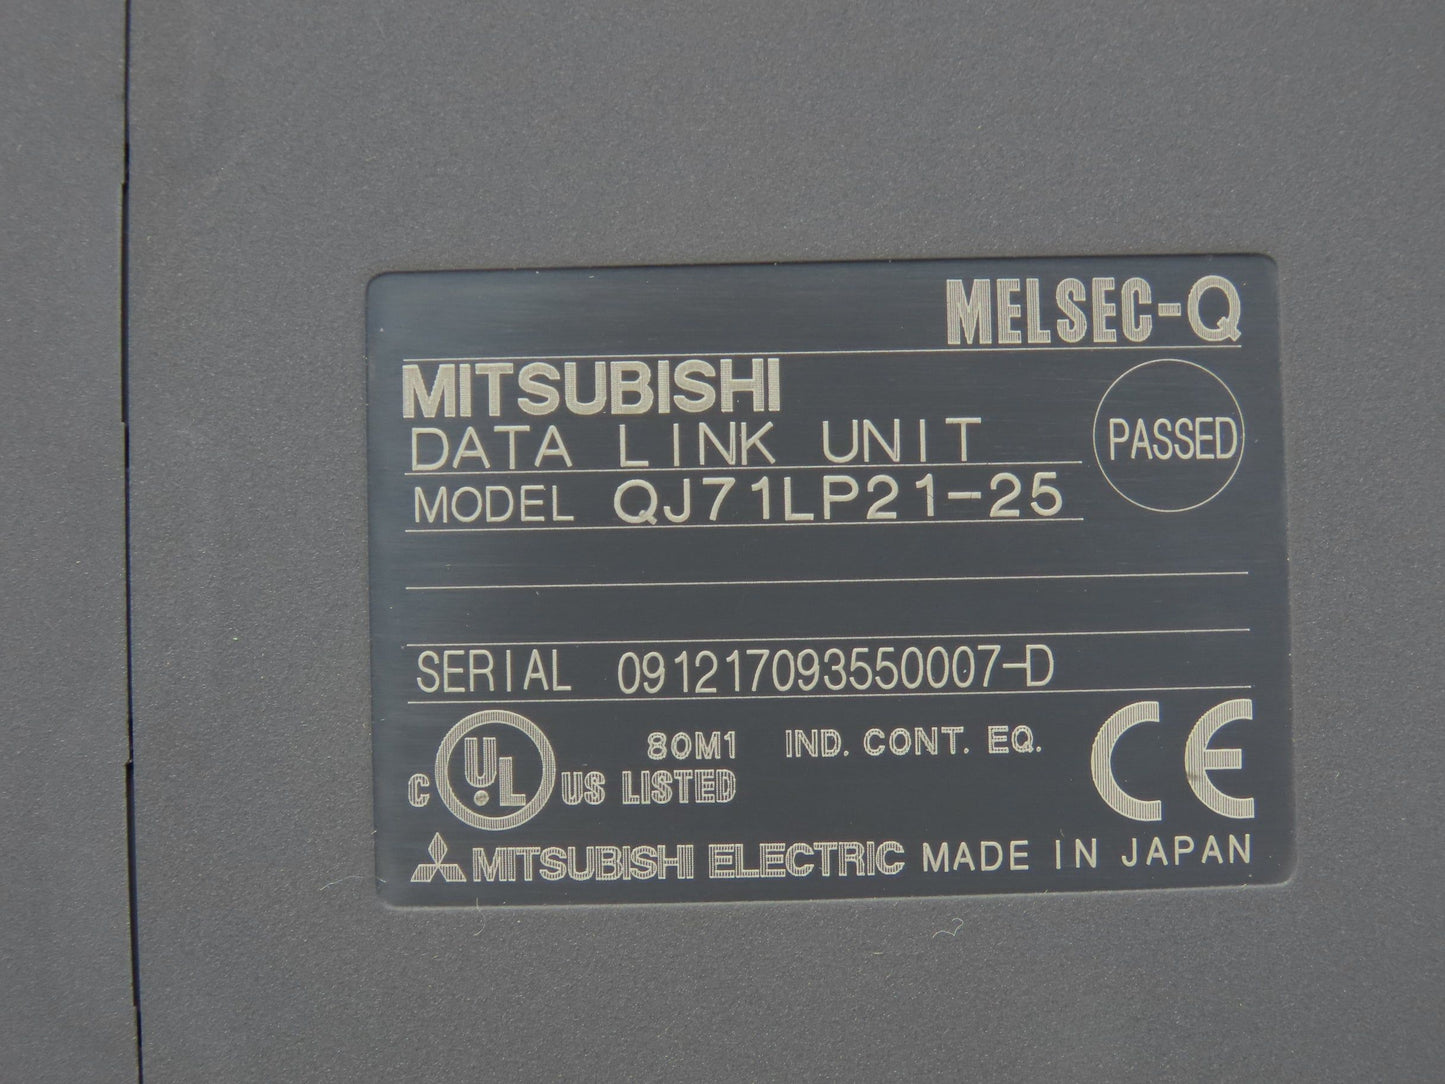 MELSEC-Q
MITSUBISHI
DATA LINK UNIT
PASSED
MODEL QJ71LP21-25
SERIAL 091217093550007-D
C UL US LISTED 80M1 IND. CONT. EQ.
CE
MITSUBISHI ELECTRIC MADE IN JAPAN